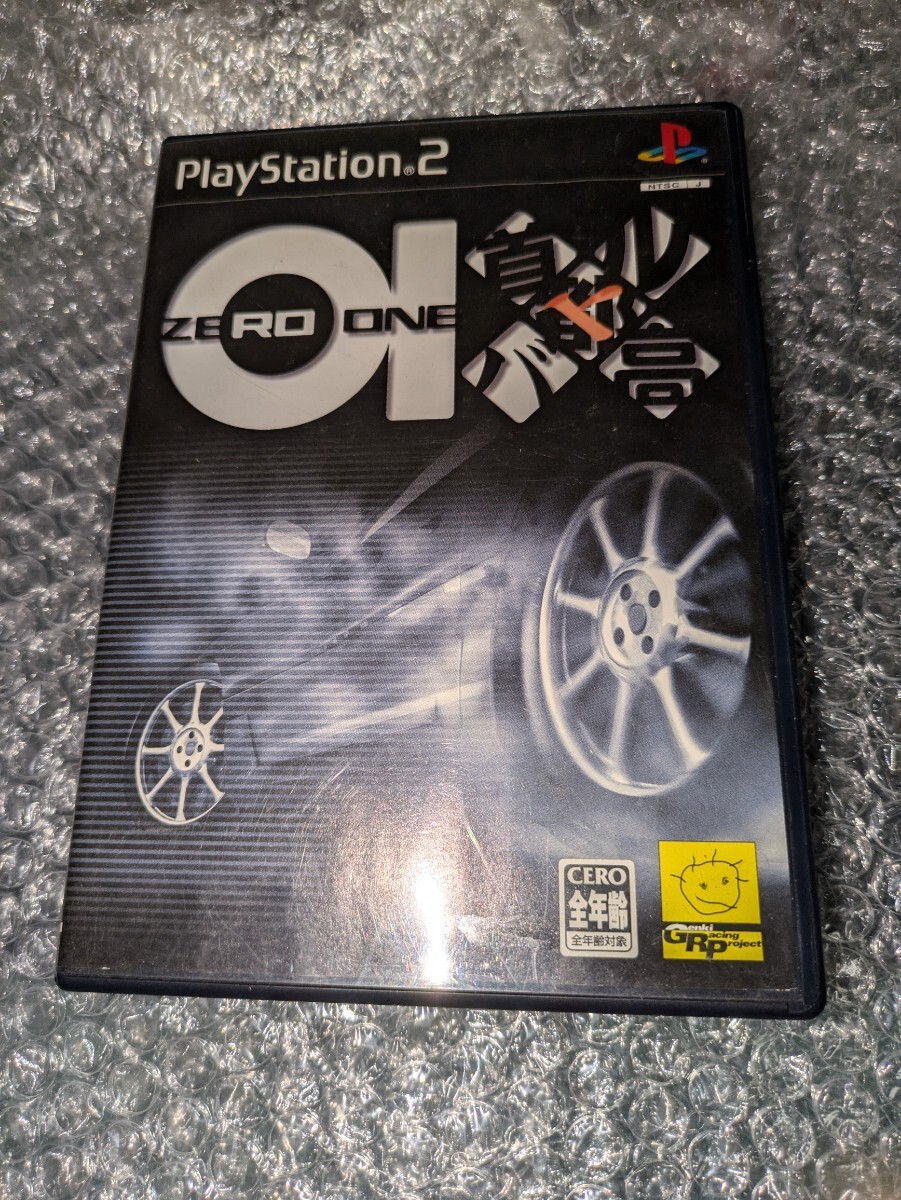 PlayStation®2
NTSC J
ZERO ONE
01
首都高バトル
CERO
全年齢
全年齢対象
Genki
Racing
Project